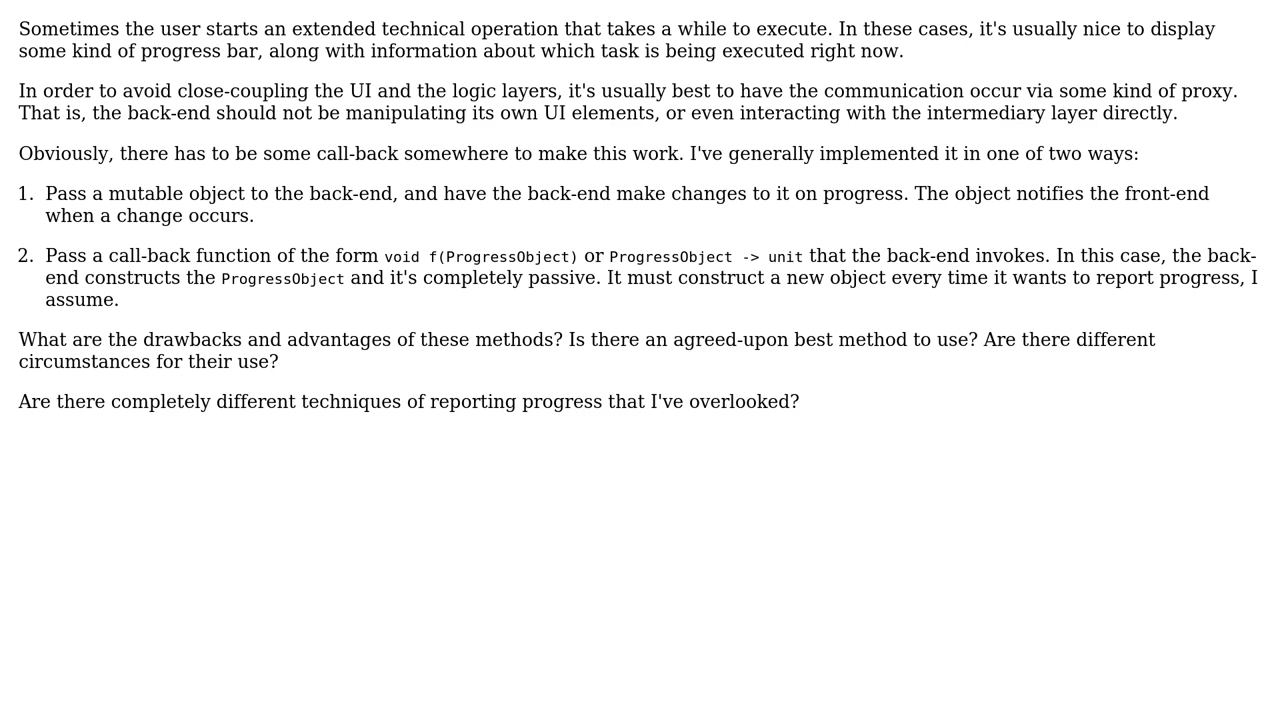 Sometimes the user starts an extended technical operation that takes a while to execute. In these cases, it's usually nice to display
some kind of progress bar, along with information about which task is being executed right now.
In order to avoid close-coupling the UI and the logic layers, it's usually best to have the communication occur via some kind of proxy.
That is, the back-end should not be manipulating its own UI elements, or even interacting with the intermediary layer directly.
Obviously, there has to be some call-back somewhere to make this work. I've generally implemented it in one of two ways:
1. Pass a mutable object to the back-end, and have the back-end make changes to it on progress. The object notifies the front-end
when a change occurs.
2. Pass a call-back function of the form void f(ProgressObject) or ProgressObject -> unit that the back-end invokes. In this case, the back-
end constructs the ProgressObject and it's completely passive. It must construct a new object every time it wants to report progress, I
assume.
What are the drawbacks and advantages of these methods? Is there an agreed-upon best method to use? Are there different
circumstances for their use?
Are there completely different techniques of reporting progress that I've overlooked?